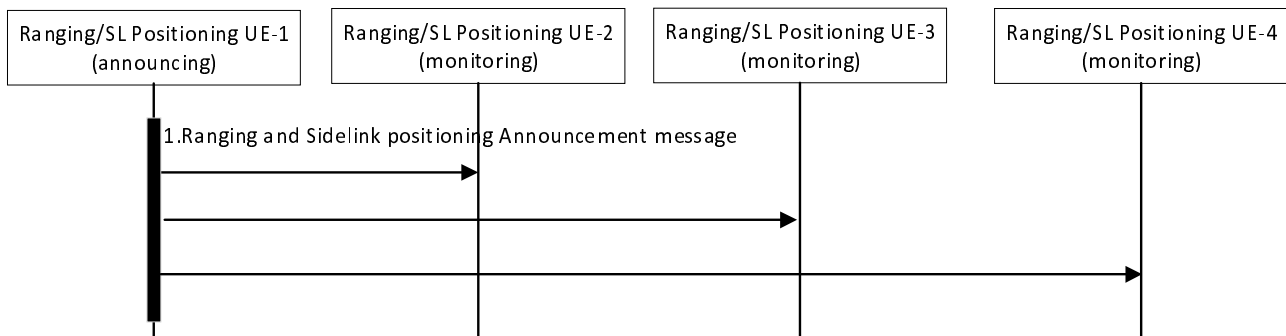 Ranging/SL Positioning UE-1
(announcing)
Ranging/SL Positioning UE-2
(monitoring)
Ranging/SL Positioning UE-3
(monitoring)
Ranging/SL Positioning UE-4
(monitoring)
1.Ranging and Sidelink positioning Announcement message